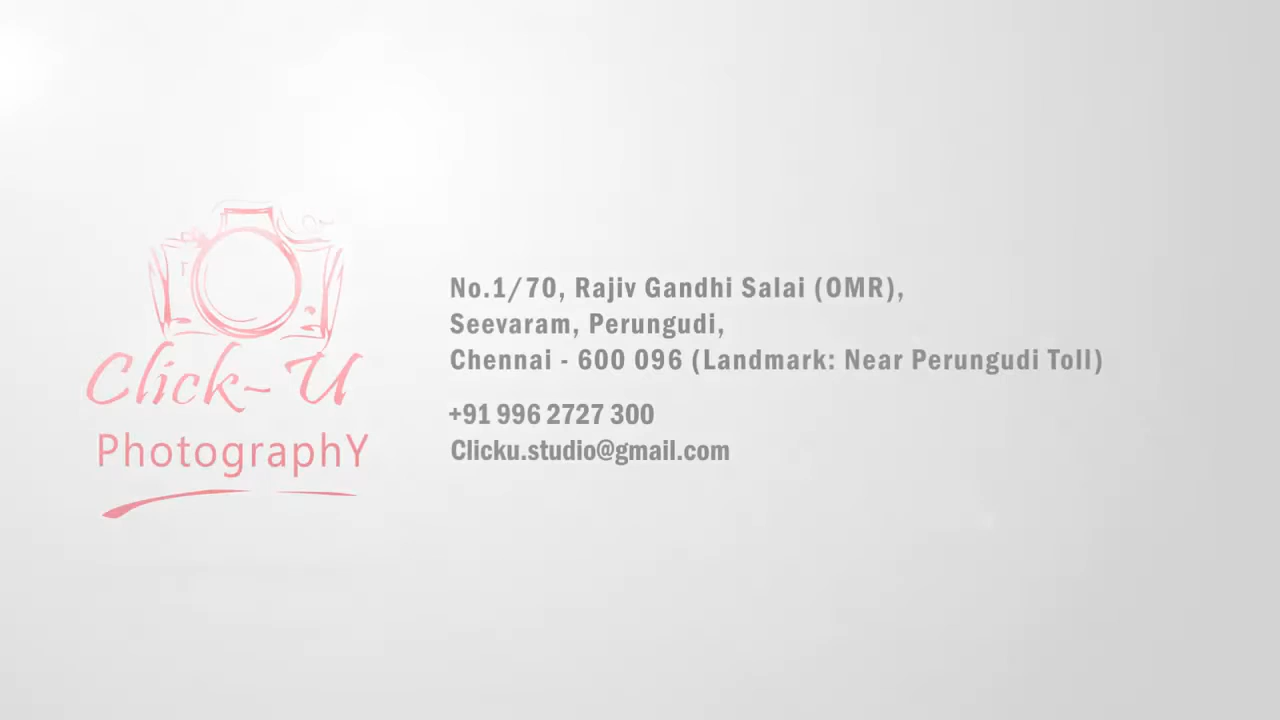 Click-U
PhotographY
No.1/70, Rajiv Gandhi Salai (OMR),
Seevaram, Perungudi,
Chennai - 600 096 (Landmark: Near Perungudi Toll)
+91 996 2727 300
Clicku.studio@gmail.com